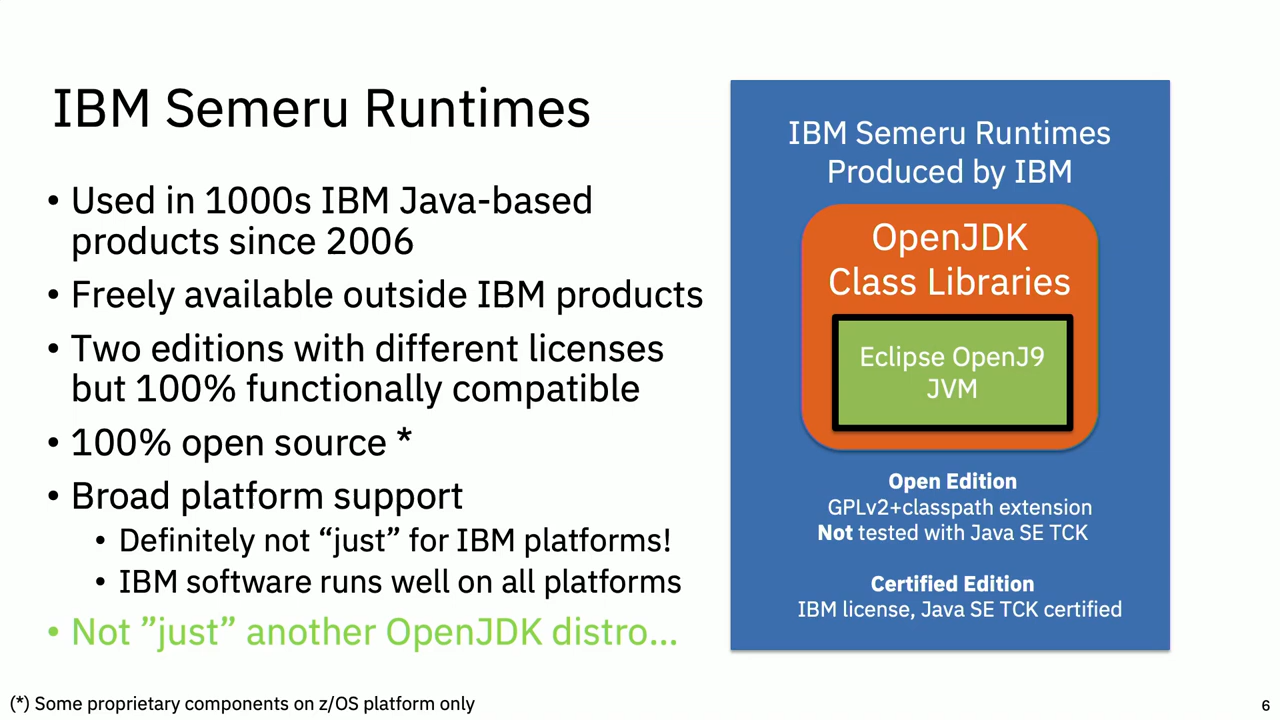 IBM Semeru Runtimes
• Used in 1000s IBM Java-based
products since 2006
• Freely available outside IBM products
• Two editions with different licenses
but 100% functionally compatible
• 100% open source *
• Broad platform support
• Definitely not “just” for IBM platforms!
• IBM software runs well on all platforms
• Not ”just” another OpenJDK distro...
IBM Semeru Runtimes
Produced by IBM
OpenJDK
Class Libraries
Eclipse OpenJ9
JVM
Open Edition
GPLv2+classpath extension
Not tested with Java SE TCK
Certified Edition
IBM license, Java SE TCK certified
(*) Some proprietary components on z/OS platform only
6